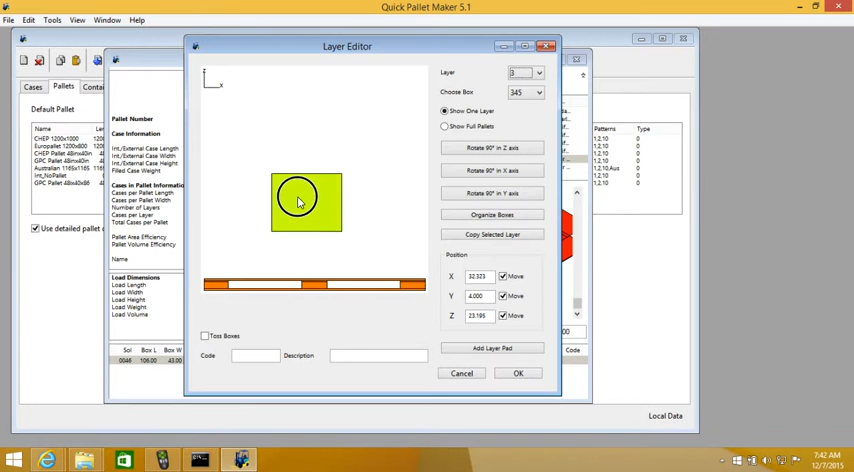 Quick Pallet Maker 5.1
File Edit Tools View Window Help
Cases Pallets Contai
Default Pallet
Name Len
CHEP 1200x1000 1200
Europallet 1200x800 1200
CHEP Pallet 48inx40in 48
GPC Pallet 48inx40in 48
Australian 1165x1165 1165
Int_NoPallet
GPC Pallet 48x40x86
Use detailed pallet d
Pallet Number
Case Information
Int/External Case Length
Int/External Case Width
Int/External Case Height
Filled Case Weight
Cases in Pallet Informatio
Cases per Pallet Length
Cases per Pallet Width
Number of Layers
Cases per Layer
Total Cases per Pallet
Pallet Area Efficiency
Pallet Volume Efficiency
Name
Load Dimensions
Load Length
Load Width
Load Height
Load Weight
Load Volume
Sol Box L Box W
0046 106.00 43.00
Layer Editor
z
x
Layer 3
Choose Box 345
Show One Layer
Show Full Pallets
Rotate 90° in Z axis
Rotate 90° in X axis
Rotate 90° in Y axis
Organize Boxes
Copy Selected Layer
Position
X 32.323 Move
Y 4.000 Move
Z 23.195 Move
Add Layer Pad
Toss Boxes
Code Description
Cancel OK
Code
Patterns Type
1,2,10 0
1,2,10 0
1,2,10 0
1,2,10 0
1,2,10,Aus 0
1,2,10 0
1,2,10 0
Local Data
7:42 AM
12/7/2015